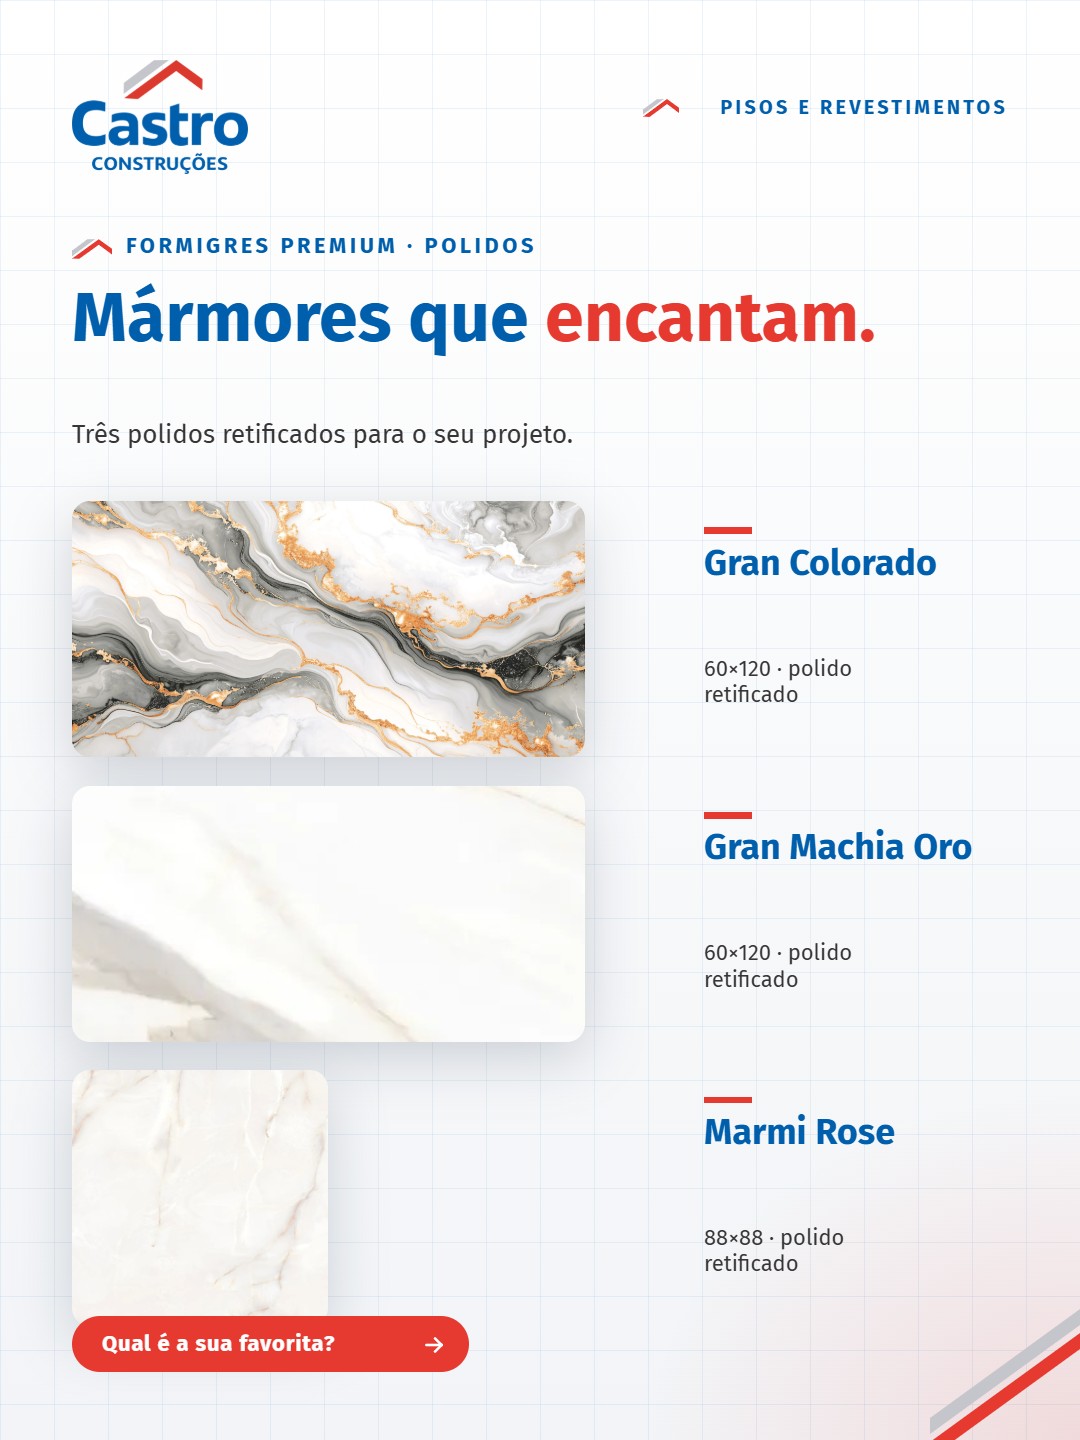 Castro
CONSTRUÇÕES
PISOS E REVESTIMENTOS
FORMIGRES PREMIUM · POLIDOS
Mármores que encantam.
Três polidos retificados para o seu projeto.
Gran Colorado
60×120 · polido
retificado
Gran Machia Oro
60×120 · polido
retificado
Marmi Rose
88×88 · polido
retificado
Qual é a sua favorita? →